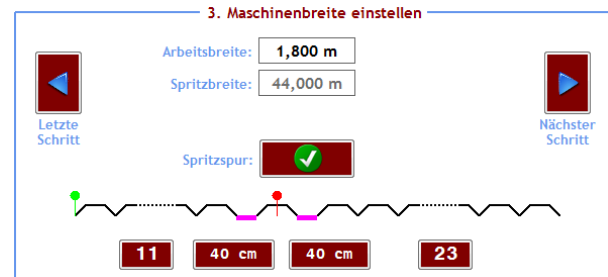 3. Maschinenbreite einstellen
Arbeitsbreite: 1,800 m
Spritzbreite: 44,000 m
Letzte
Schritt
Nächster
Schritt
Spritzspur:
11 40 cm 40 cm 23